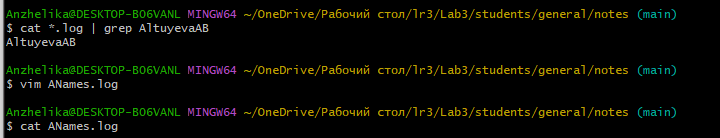 Anzhelika@DESKTOP-BO6VANL MINGW64 ~/OneDrive/Рабочий стол/lr3/Lab3/students/general/notes (main)
$ cat *.log | grep AltuyevaAB
AltuyevaAB
Anzhelika@DESKTOP-BO6VANL MINGW64 ~/OneDrive/Рабочий стол/lr3/Lab3/students/general/notes (main)
$ vim ANames.log
Anzhelika@DESKTOP-BO6VANL MINGW64 ~/OneDrive/Рабочий стол/lr3/Lab3/students/general/notes (main)
$ cat ANames.log